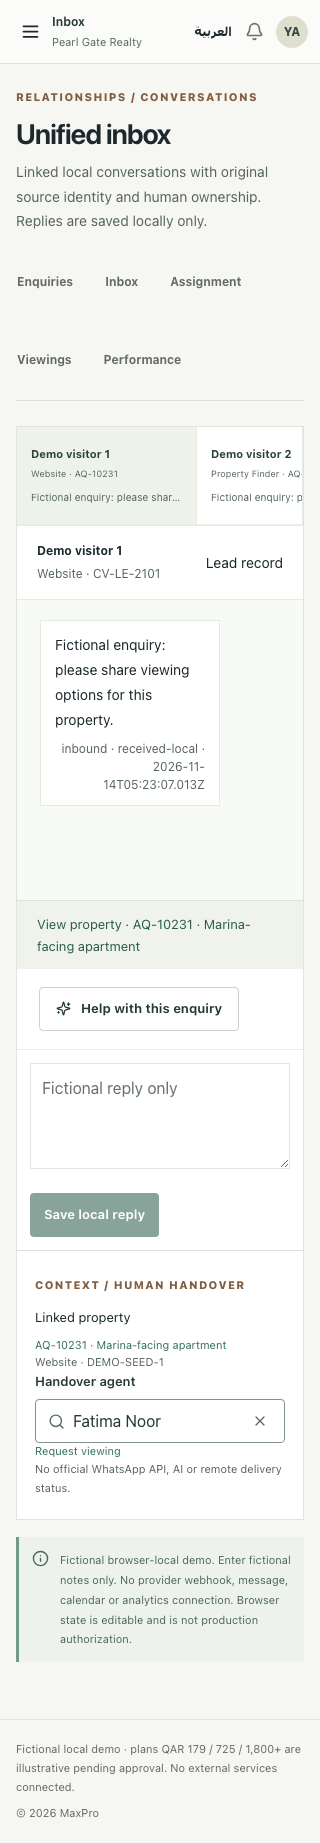 Inbox
Pearl Gate Realty
العربية
YA
RELATIONSHIPS / CONVERSATIONS
Unified inbox
Linked local conversations with original
source identity and human ownership.
Replies are saved locally only.
Enquiries Inbox Assignment
Viewings Performance
Demo visitor 1
Website · AQ-10231
Fictional enquiry: please shar...
Demo visitor 2
Property Finder · AQ-
Fictional enquiry: p
Demo visitor 1
Website · CV-LE-2101
Lead record
Fictional enquiry:
please share viewing
options for this
property.
inbound · received-local ·
2026-11-
14T05:23:07.013Z
View property · AQ-10231 · Marina-
facing apartment
Help with this enquiry
Fictional reply only
Save local reply
CONTEXT / HUMAN HANDOVER
Linked property
AQ-10231 · Marina-facing apartment
Website · DEMO-SEED-1
Handover agent
Fatima Noor
Request viewing
No official WhatsApp API, AI or remote delivery
status.
Fictional browser-local demo. Enter fictional
notes only. No provider webhook, message,
calendar or analytics connection. Browser
state is editable and is not production
authorization.
Fictional local demo · plans QAR 179 / 725 / 1,800+ are
illustrative pending approval. No external services
connected.
© 2026 MaxPro